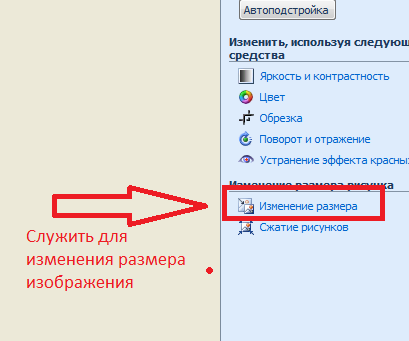 Автоподстройка
Изменить, используя следующ
средства
Яркость и контрастность
Цвет
Обрезка
Поворот и отражение
Устранение эффекта красны
Изменение размера рисунка
Изменение размера
Сжатие рисунков
Служить для
изменения размера
изображения